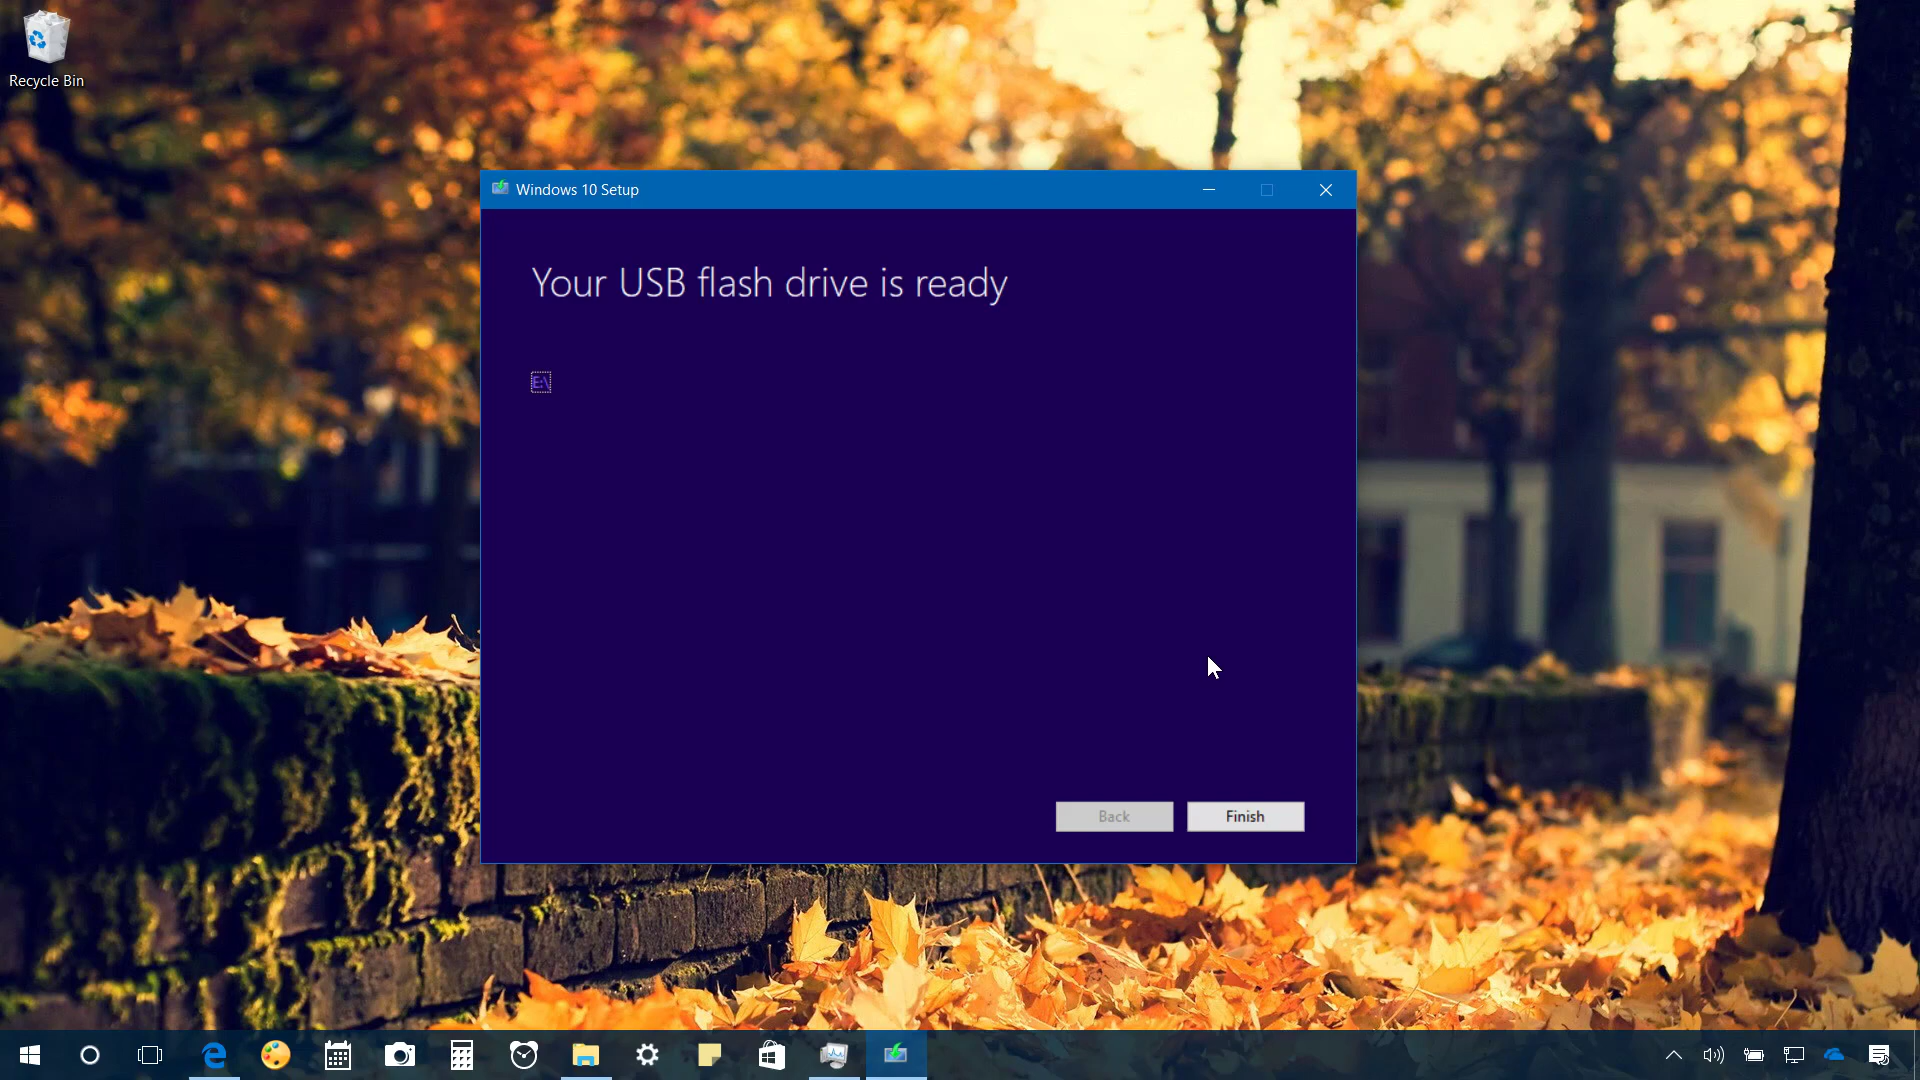 Recycle Bin
Windows 10 Setup
Your USB flash drive is ready
E:\
Back
Finish